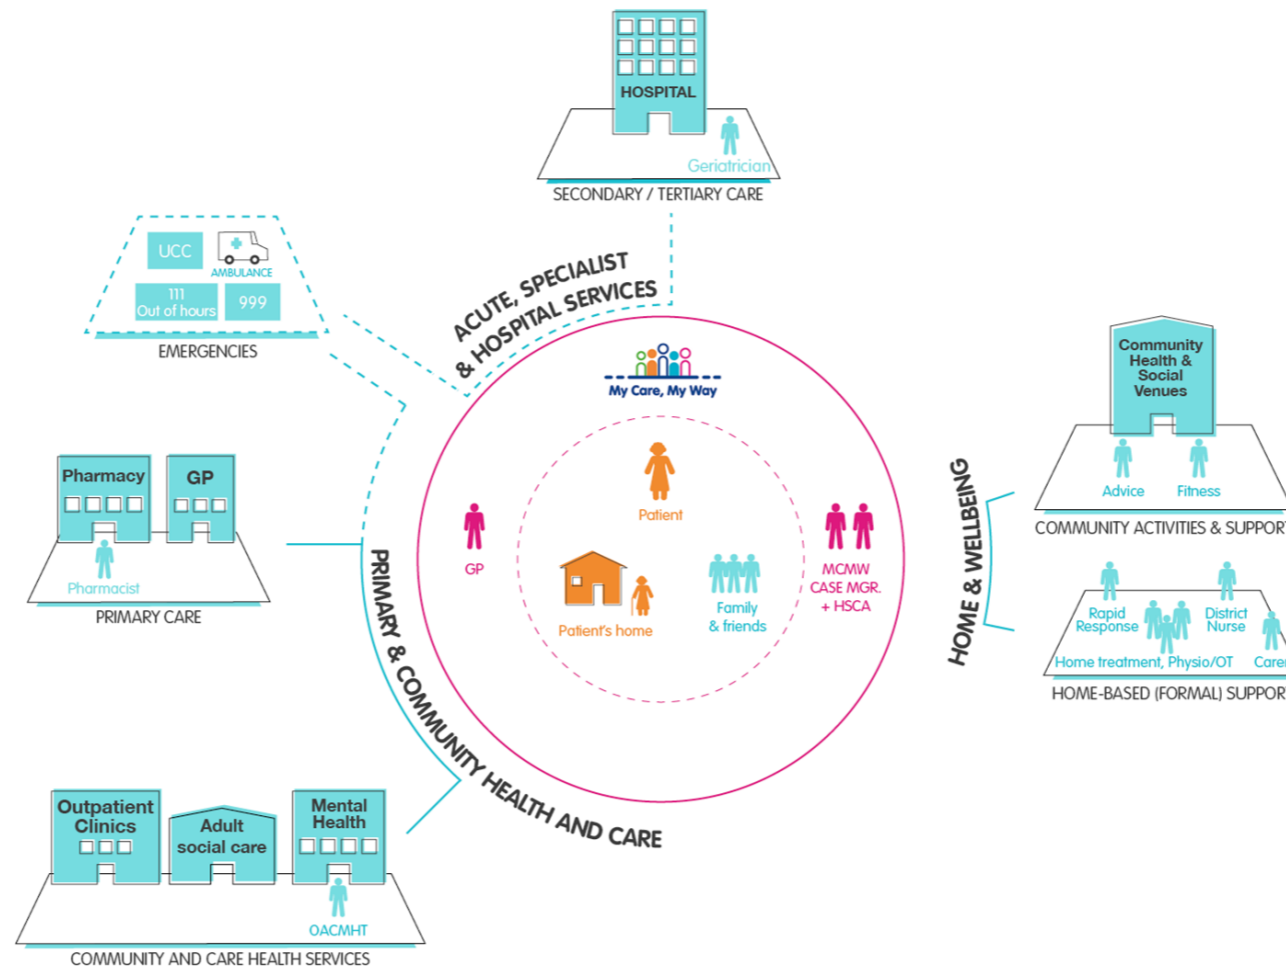 HOSPITAL
Geriatrician
SECONDARY / TERTIARY CARE
UCC
AMBULANCE
111
Out of hours
999
EMERGENCIES
ACUTE, SPECIALIST
& HOSPITAL SERVICES
My Care, My Way
Pharmacy
GP
Pharmacist
PRIMARY CARE
PRIMARY & COMMUNITY HEALTH AND CARE
GP
Patient
Patient's home
Family
& friends
MCMW
CASE MGR.
+ HSCA
HOME & WELLBEING
Community
Health &
Social
Venues
Advice
Fitness
COMMUNITY ACTIVITIES & SUPPORT
Rapid
Response
District
Nurse
Home treatment, Physio/OT
Carer
HOME-BASED (FORMAL) SUPPOR
Outpatient
Clinics
Adult
social care
Mental
Health
OACMHT
COMMUNITY AND CARE HEALTH SERVICES